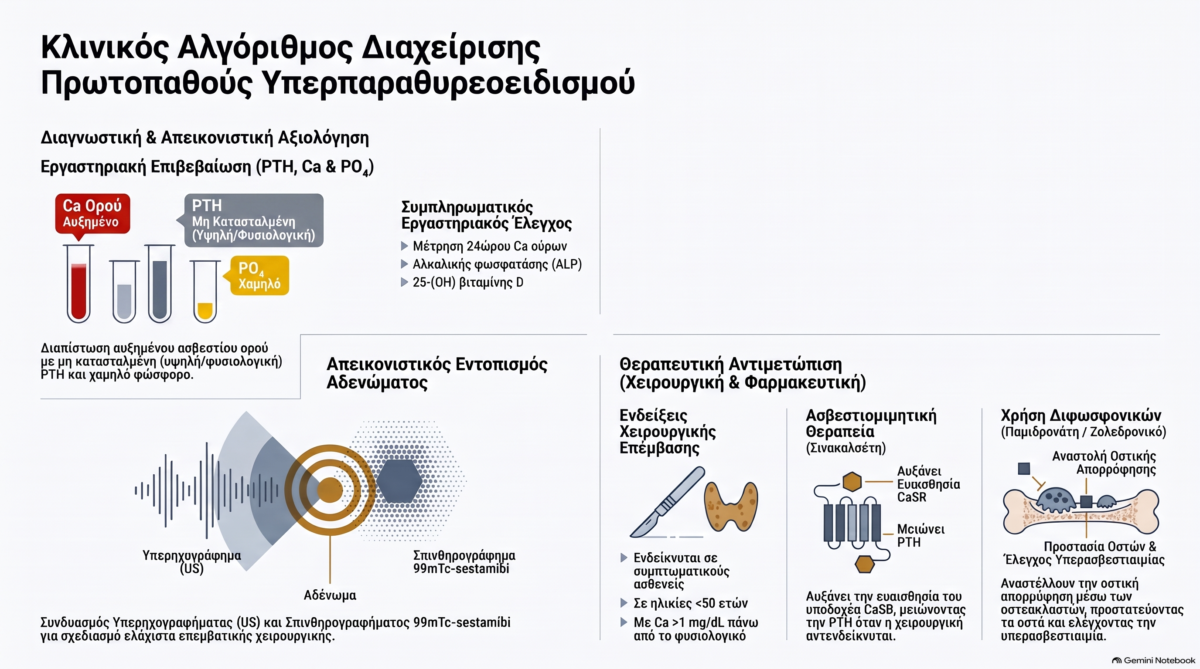 Κλινικός Αλγόριθμος Διαχείρισης
Πρωτοπαθούς Υπερπαραθυρεοειδισμού
Διαγνωστική & Απεικονιστική Αξιολόγηση
Εργαστηριακή Επιβεβαίωση (PTH, Ca & PO₄)
Ca Ορού
Αυξημένο
PTH
Μη Κατασταλμένη
(Υψηλή/Φυσιολογική)
PO₄
Χαμηλό
Συμπληρωματικός
Εργαστηριακός Έλεγχος
Μέτρηση 24ώρου Ca ούρων
Αλκαλικής φωσφατάσης (ALP)
25-(OH) βιταμίνης D
Διαπίστωση αυξημένου ασβεστίου ορού
με μη κατασταλμένη (υψηλή/φυσιολογική)
PTH και χαμηλό φώσφορο.
Απεικονιστικός Εντοπισμός
Αδενώματος
Υπερηχυγράφημα
(US)
Αδένωμα
Σπινθηρογράφημα
99mTc-sestamibi
Συνδυασμός Υπερηχογραφήματας (US) και Σπινθηρογραφήματος 99mTc-sestamibi
για σχεδιασμό ελάχιστα επεμβατικής χειρουργικής.
Θεραπευτική Αντιμετώπιση
(Χειρουργική & Φαρμακευτική)
Ενδείξεις
Χειρουργικής
Επέμβασης
Ενδείκνυται σε
συμπτωματικούς
ασθενείς
Σε ηλικίες <50 ετών
Με Ca >1 mg/dL πάνω
από το φυσιολογικό
Ασβεστιομιμητική
Θεραπεία
(Σινακαλσέτη)
Αυξάνει
Ευκασθησία
CaSR
Μειώνει
PTH
Αυξάνει την ευαισθησία του
υποδοχέα CaSB, μειώνοντας
την PTH όταν η χειρουργική
αντενδείκνυται.
Χρήση Διφωσφονικών
(Παμιδρονάτη / Ζολεδρονικό)
Αναστολή Οστικής
Απορρόφησης
Προστασία Οστών &
Έλεγχος Υπερασβεστιαιμίας
Αναστέλλουν την οστική
απορρύφηση μέσω των
οστεακλαστών, προστατεύοντας
τα οστά και ελέγχοντας την
υπερασβεστιαιμία.
Gemini Notebook